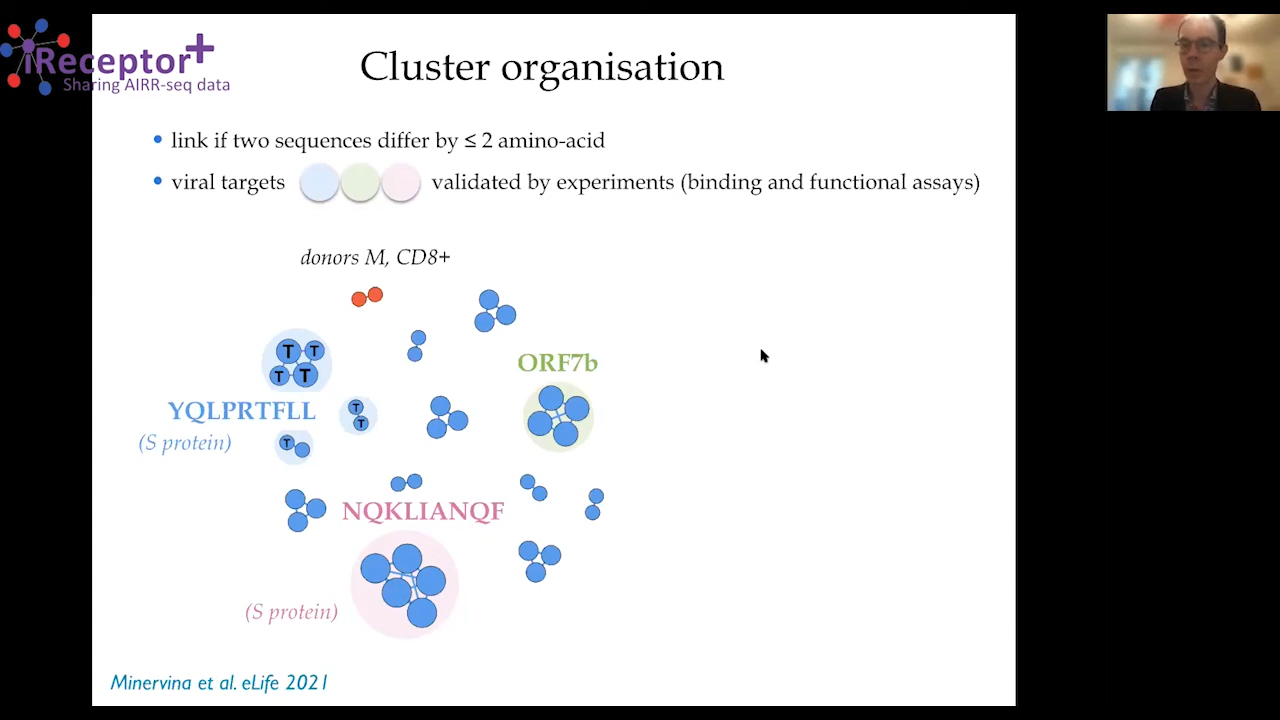 iReceptor+
Sharing AIRR-seq data
Cluster organisation
• link if two sequences differ by ≤ 2 amino-acid
• viral targets validated by experiments (binding and functional assays)
donors M, CD8+
T T
T T
ORF7b
YQLPRTFLL
T
T
(S protein)
T
NQKLIANQF
(S protein)
Minervina et al. eLife 2021